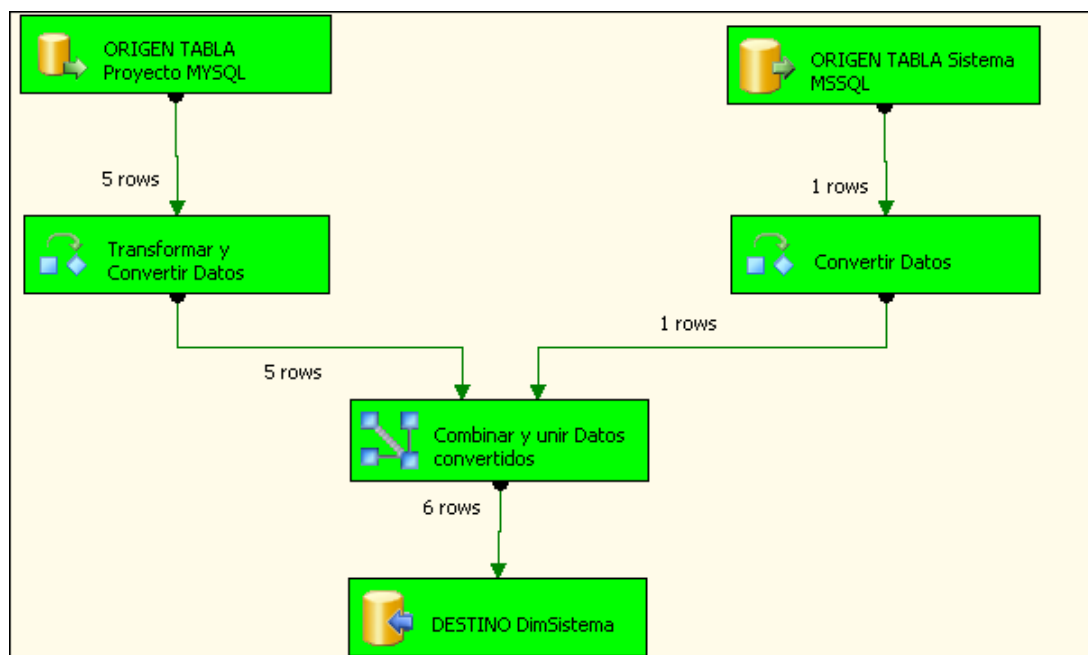 ORIGEN TABLA
Proyecto MYSQL
ORIGEN TABLA Sistema
MSSQL
5 rows
1 rows
Transformar y
Convertir Datos
Convertir Datos
1 rows
5 rows
Combinar y unir Datos
convertidos
6 rows
DESTINO DimSistema